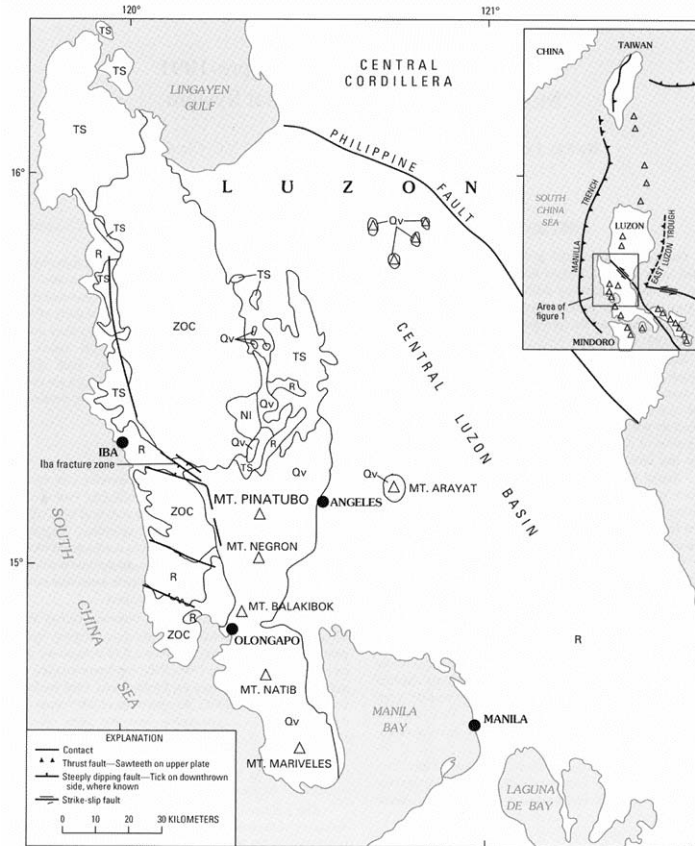 120°
121°
TS
TS
TS
LINGAYEN
GULF
CENTRAL
CORDILLERA
PHILIPPINE FAULT
16°
LUZON
Qv
TS
R
TS
TS
ZOC
Qv
TS
R
TS
NI
Qv
Qv
R
TS
Qv
IBA
R
Iba fracture zone
CENTRAL LUZON BASIN
Qv
MT. ARAYAT
MT. PINATUBO
ANGELES
ZOC
SOUTH CHINA SEA
15°
MT. NEGRON
R
MT. BALAKIBOK
R
ZOC
OLONGAPO
R
MT. NATIB
Qv
MANILA
BAY
MANILA
MT. MARIVELES
LAGUNA
DE BAY
CHINA
TAIWAN
SOUTH
CHINA
SEA
MANILLA TRENCH
LUZON
EAST LUZON TROUGH
Area of
figure 1
MINDORO
EXPLANATION
Contact
Thrust fault—Sawteeth on upper plate
Steeply dipping fault—Tick on downthrown
side, where known
Strike-slip fault
0 10 20 30 KILOMETERS